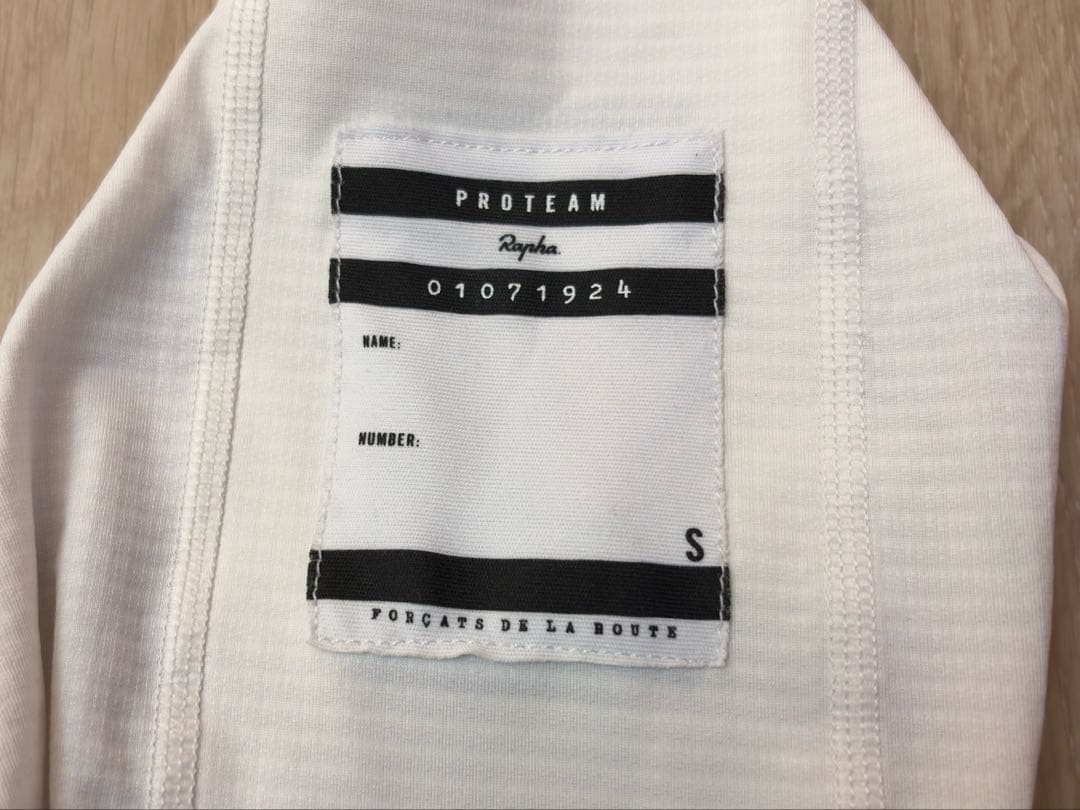 PROTEAM
Rapha
01071924
NAME:
NUMBER:
S
FORÇATS DE LA ROUTE